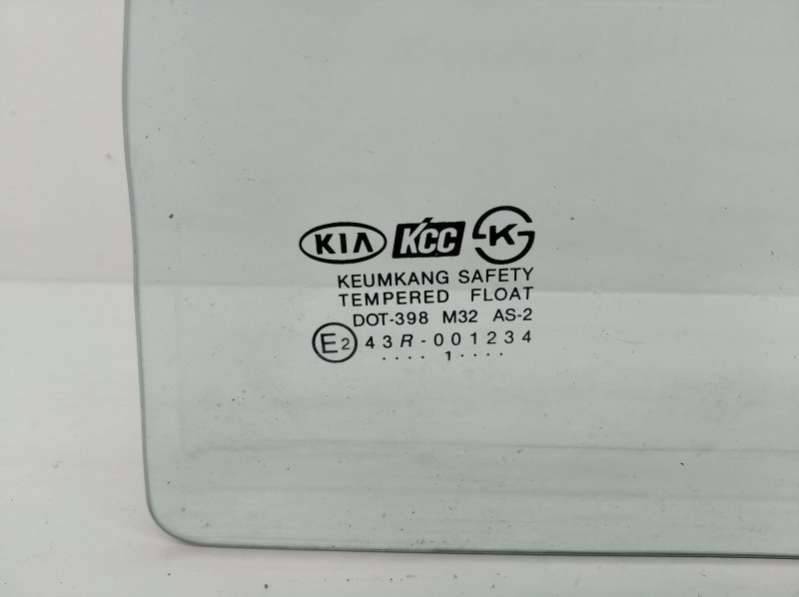 KIA KCC K
KEUMKANG SAFETY
TEMPERED FLOAT
DOT-398 M32 AS-2
E2 43R-001234
.... 1 ....